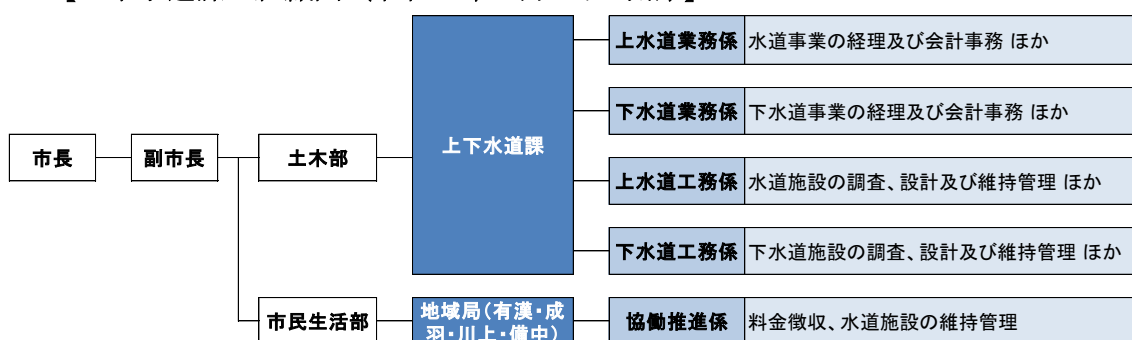 上水道業務係 水道事業の経理及び会計事務 ほか
下水道業務係 下水道事業の経理及び会計事務 ほか
市長 副市長 土木部 上下水道課
上水道工務係 水道施設の調査、設計及び維持管理 ほか
下水道工務係 下水道施設の調査、設計及び維持管理 ほか
市民生活部
地域局(有漢・成
羽・川上・備中)
協働推進係 料金徴収、水道施設の維持管理